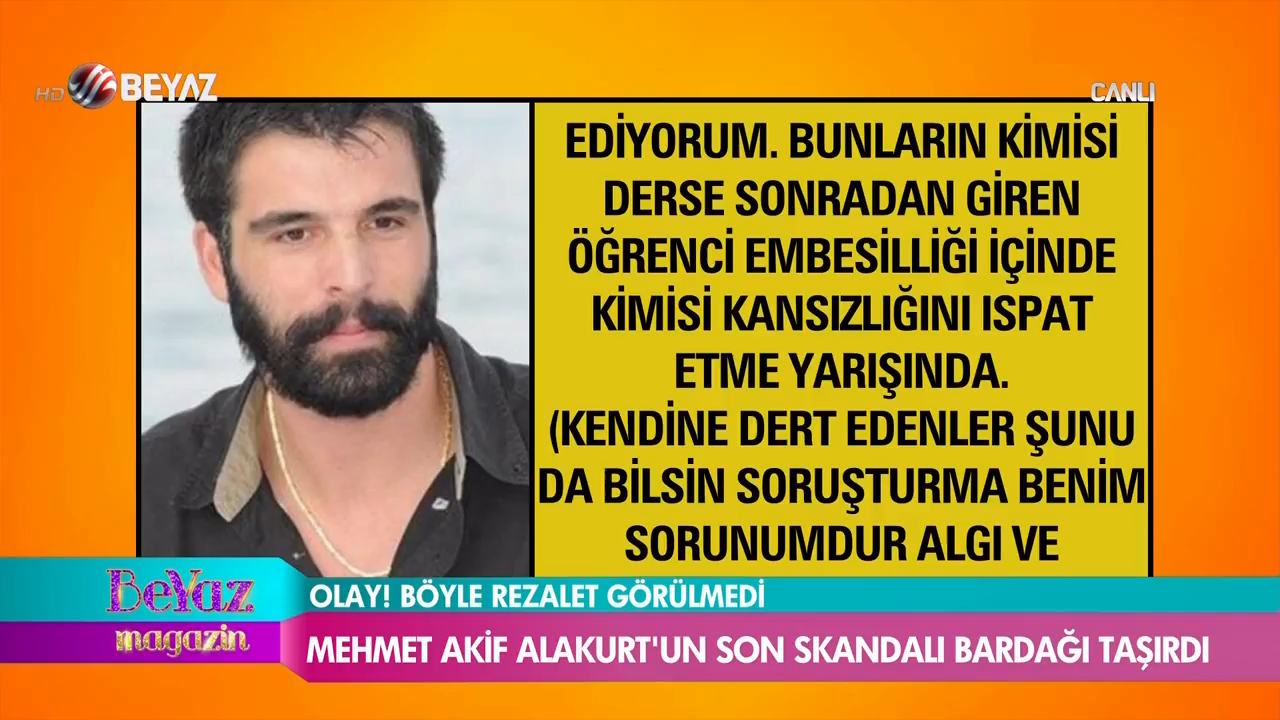 HD BEYAZ
CANLI
EDİYORUM. BUNLARIN KİMİSİ
DERSE SONRADAN GİREN
ÖĞRENCİ EMBESİLLİĞİ İÇİNDE
KİMİSİ KANSIZLIĞINI ISPAT
ETME YARIŞINDA.
(KENDİNE DERT EDENLER ŞUNU
DA BİLSİN SORUŞTURMA BENİM
SORUNUMDUR ALGI VE
BeYaz
magazin
OLAY! BÖYLE REZALET GÖRÜLMEDİ
MEHMET AKİF ALAKURT'UN SON SKANDALI BARDAĞI TAŞIRDI